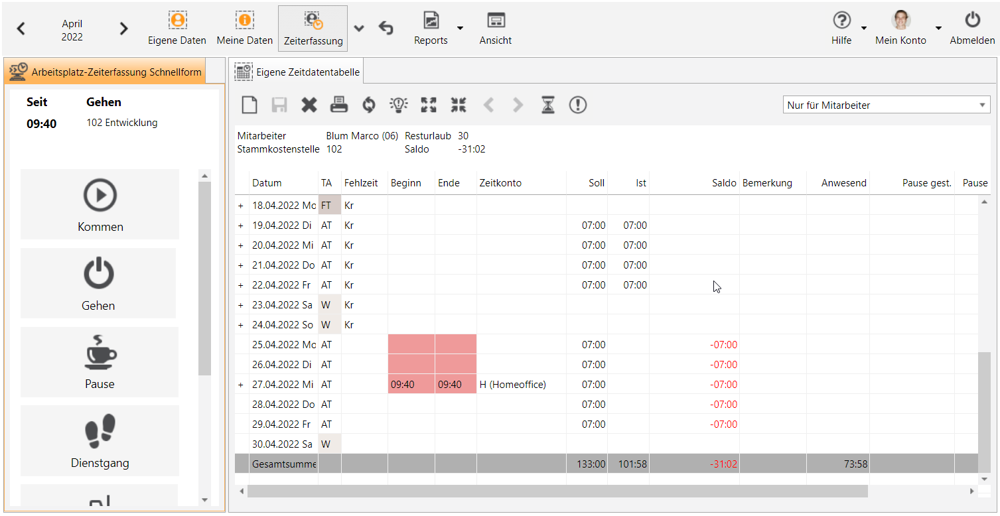 April
2022
Eigene Daten
Meine Daten
Zeiterfassung
Reports
Ansicht
Hilfe
Mein Konto
Abmelden
Arbeitsplatz-Zeiterfassung Schnellform
Seit Gehen
09:40 102 Entwicklung
Kommen
Gehen
Pause
Dienstgang
Eigene Zeitdatentabelle
Nur für Mitarbeiter
Mitarbeiter Blum Marco (06) Resturlaub 30
Stammkostenstelle 102 Saldo -31:02
Datum TA Fehlzeit Beginn Ende Zeitkonto Soll Ist Saldo Bemerkung Anwesend Pause gest. Pause
+ 18.04.2022 Mo FT Kr
+ 19.04.2022 Di AT Kr 07:00 07:00
+ 20.04.2022 Mi AT Kr 07:00 07:00
+ 21.04.2022 Do AT Kr 07:00 07:00
+ 22.04.2022 Fr AT Kr 07:00 07:00
+ 23.04.2022 Sa W Kr
+ 24.04.2022 So W Kr
25.04.2022 Mo AT 07:00 -07:00
26.04.2022 Di AT 07:00 -07:00
+ 27.04.2022 Mi AT 09:40 09:40 H (Homeoffice) 07:00 -07:00
28.04.2022 Do AT 07:00 -07:00
29.04.2022 Fr AT 07:00 -07:00
30.04.2022 Sa W
Gesamtsumme 133:00 101:58 -31:02 73:58